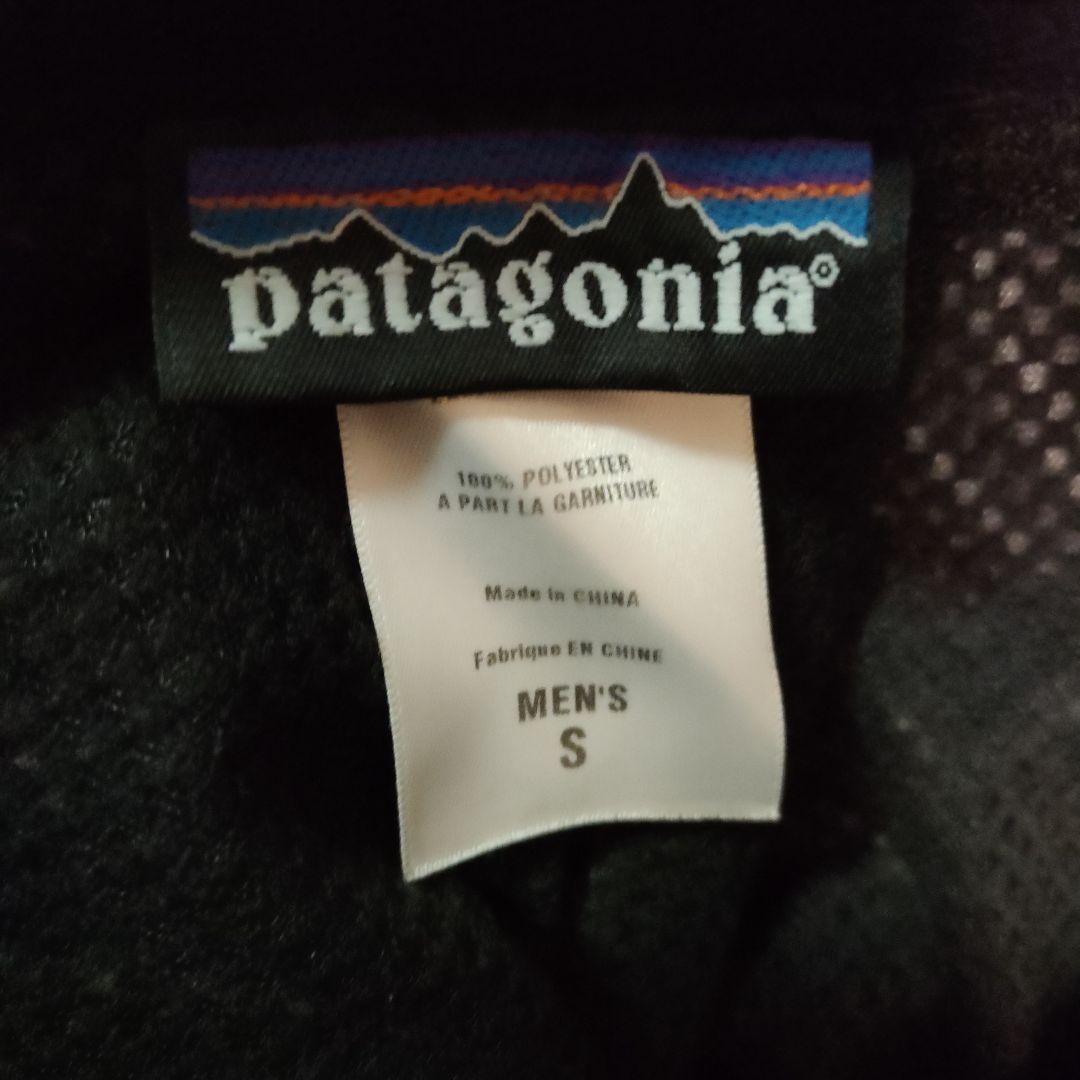 patagonia®
100% POLYESTER
A PART LA GARNITURE
Made in CHINA
Fabrique EN CHINE
MEN'S
S